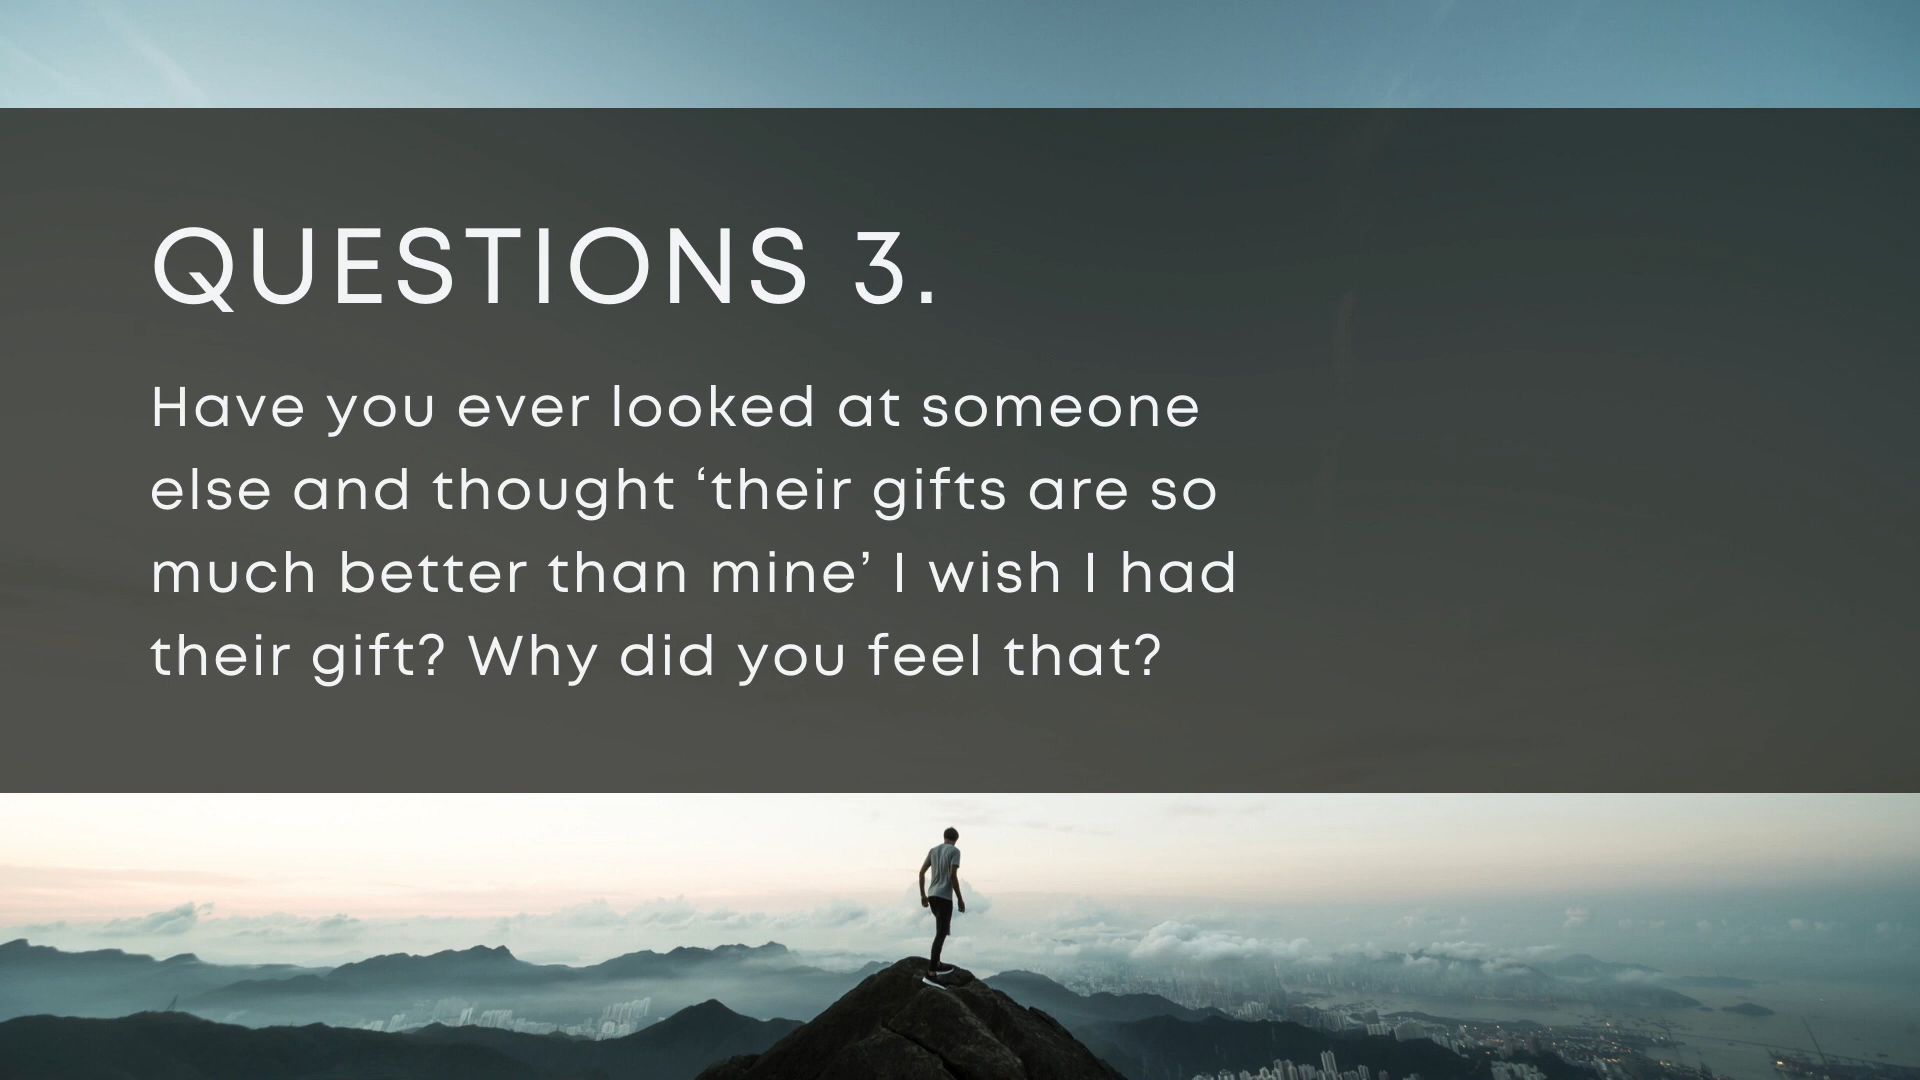 QUESTIONS 3.
Have you ever looked at someone
else and thought ‘their gifts are so
much better than mine’ I wish I had
their gift? Why did you feel that?